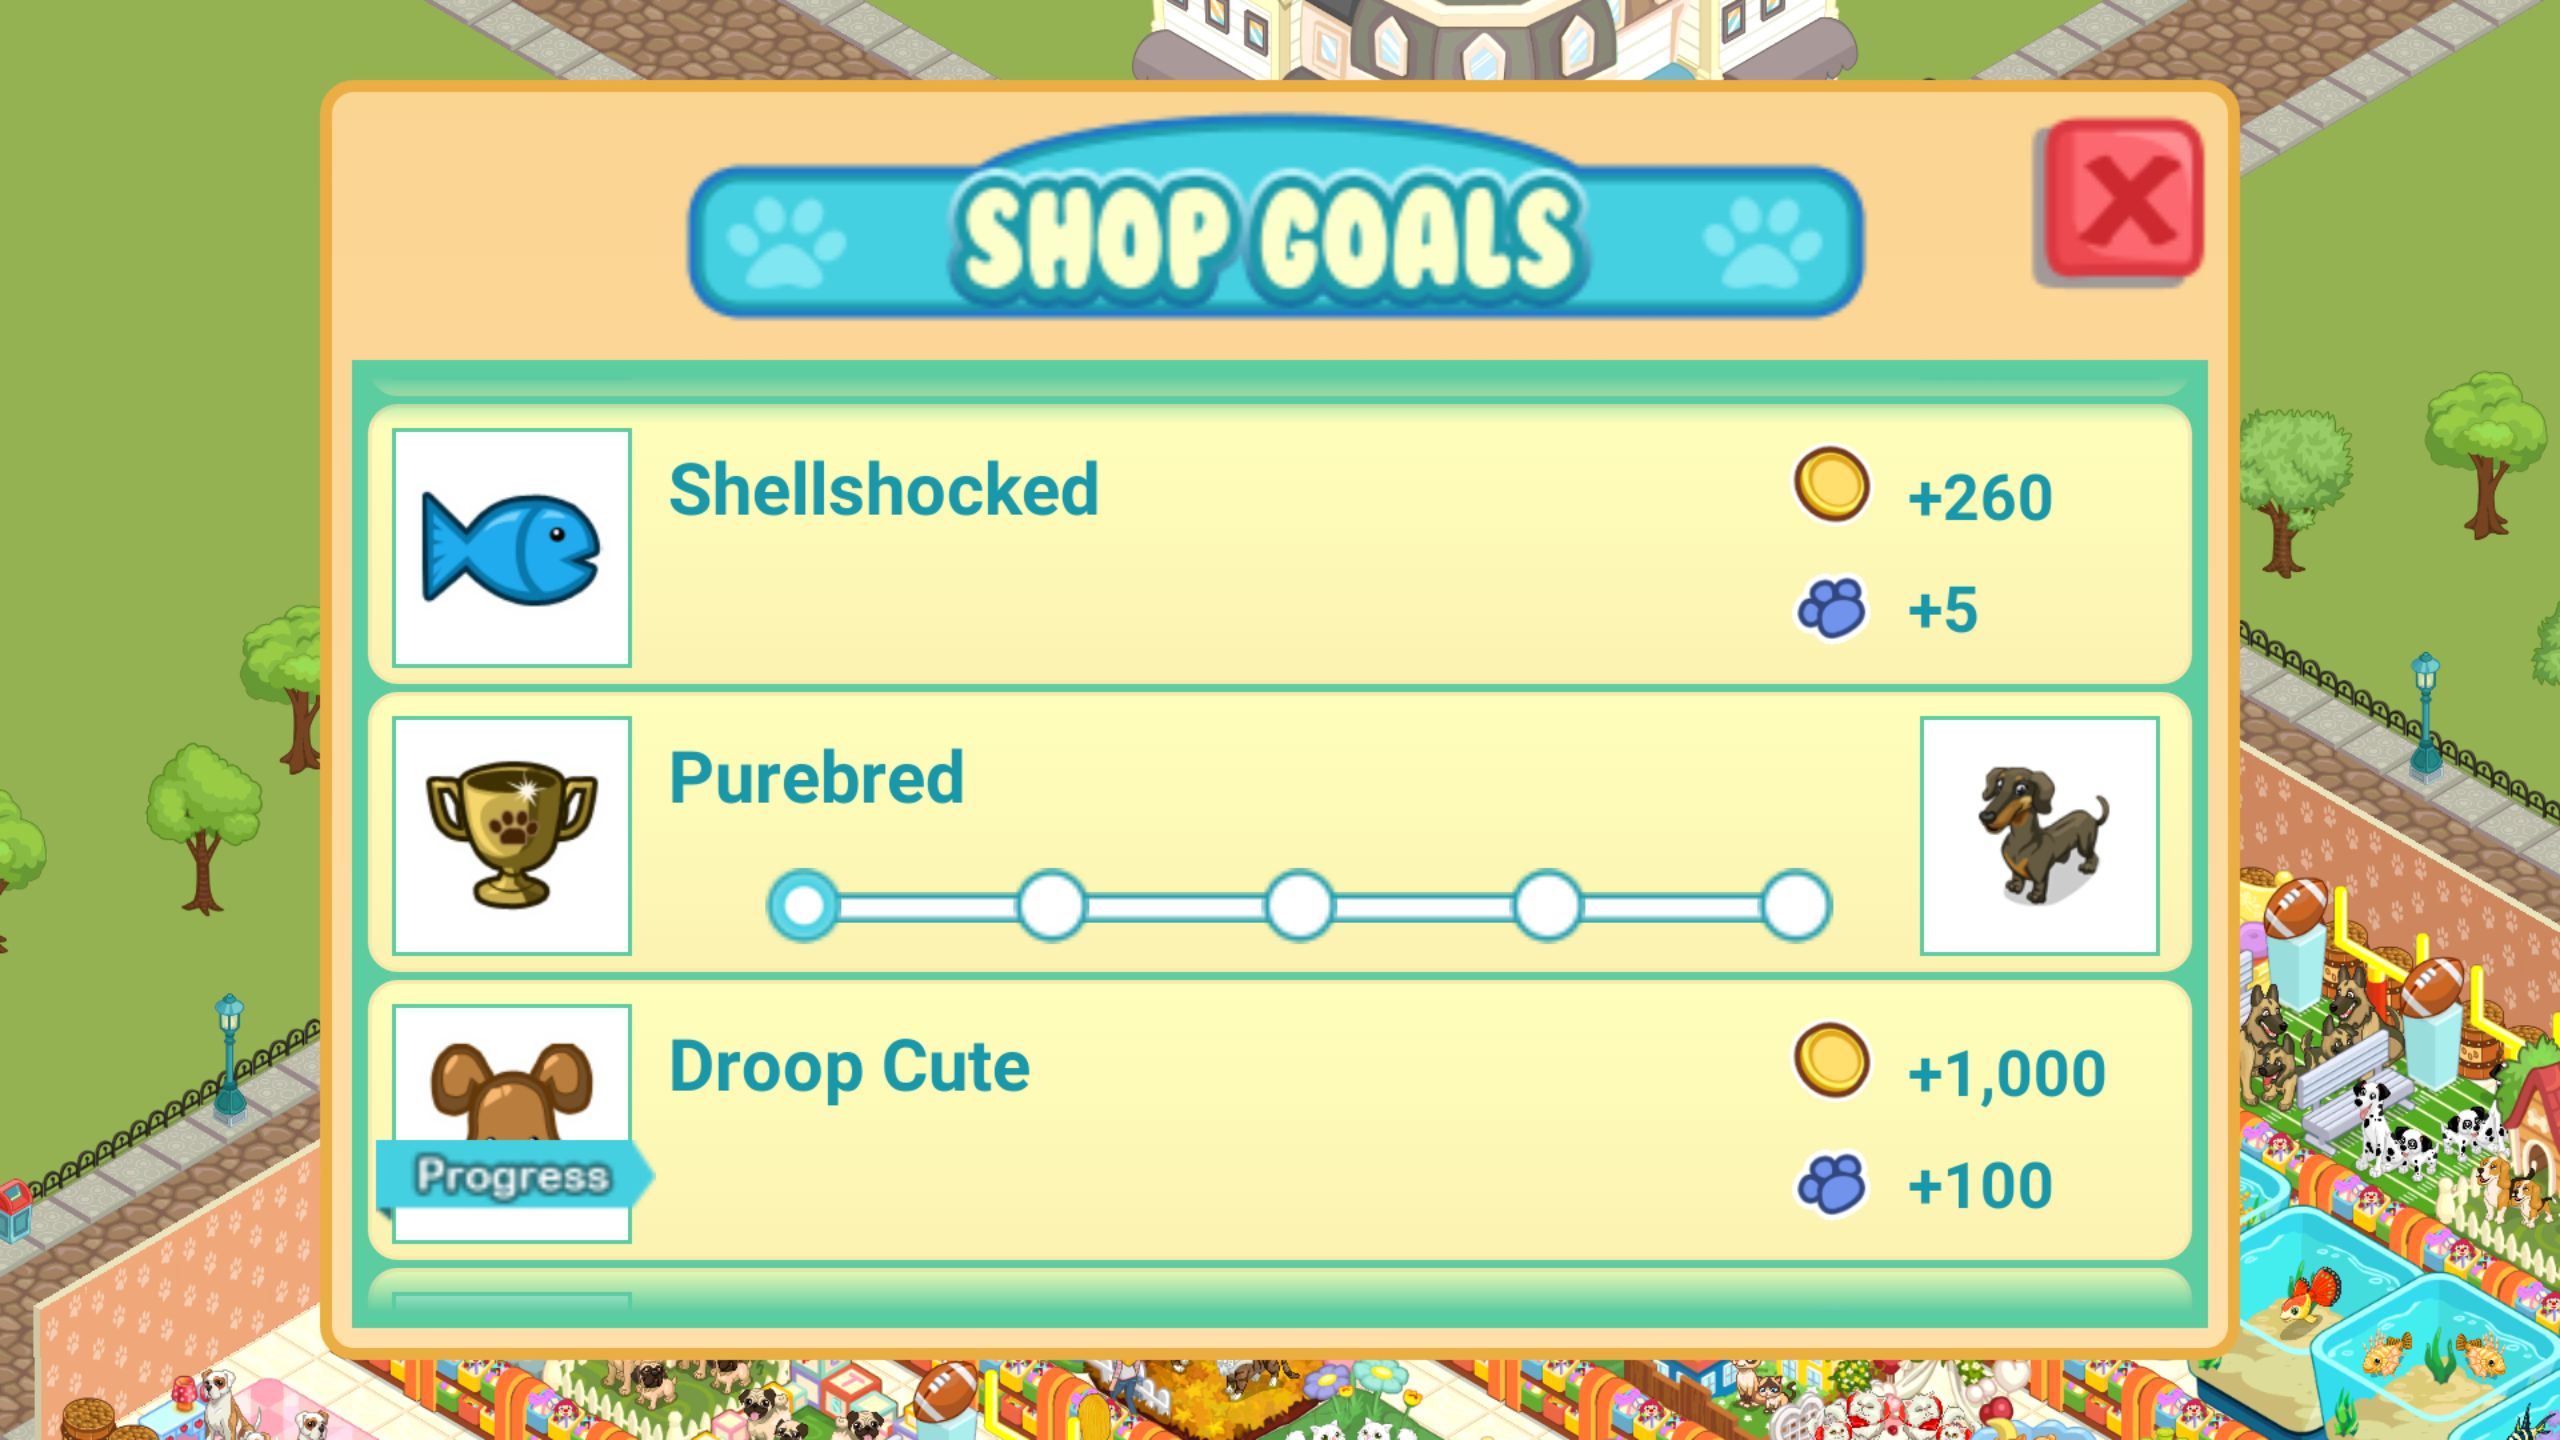 SHOP GOALS
Shellshocked
+260
+5
Purebred
Droop Cute
+1,000
Progress
+100